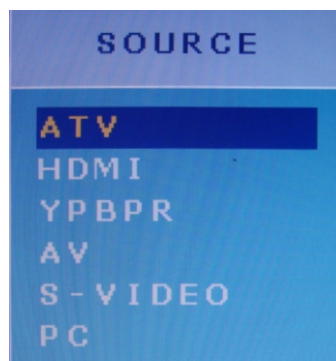 SOURCE
ATV
HDMI
YPBPR
AV
S-VIDEO
PC